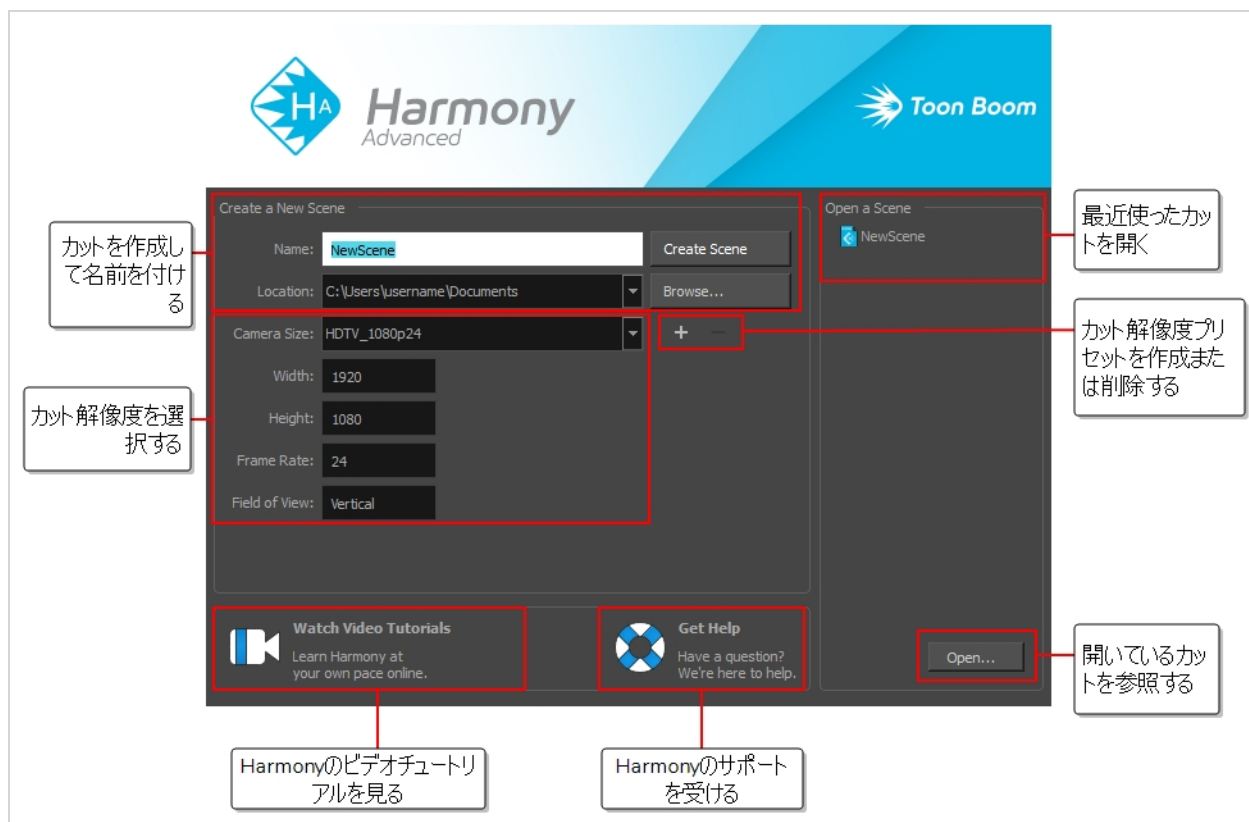 HA
Harmony
Advanced
Toon Boom
Create a New Scene
Name:
NewScene
Create Scene
Location:
C:\Users\username\Documents
Browse...
Camera Size:
HDTV_1080p24
+ −
Width:
1920
Height:
1080
Frame Rate:
24
Field of View:
Vertical
Open a Scene
NewScene
Open...
Watch Video Tutorials
Learn Harmony at
your own pace online.
Get Help
Have a question?
We're here to help.
カットを作成し
て名前を付け
る
カット解像度を選
択する
最近使ったカッ
トを開く
カット解像度プリ
セットを作成また
は削除する
開いているカッ
トを参照する
Harmonyのビデオチュートリ
アルを見る
Harmonyのサポート
を受ける